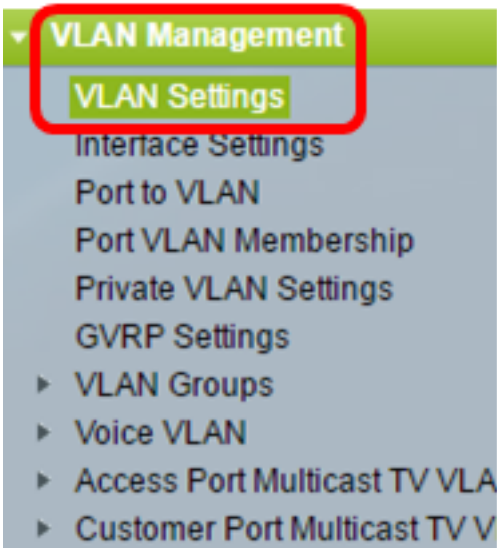 VLAN Management
VLAN Settings
Interface Settings
Port to VLAN
Port VLAN Membership
Private VLAN Settings
GVRP Settings
VLAN Groups
Voice VLAN
Access Port Multicast TV VLA
Customer Port Multicast TV V